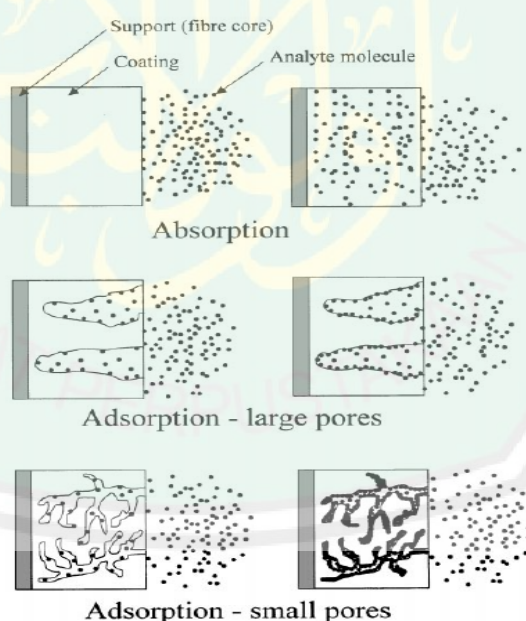 Support (fibre core)
Coating
Analyte molecule
Absorption
Adsorption - large pores
Adsorption - small pores